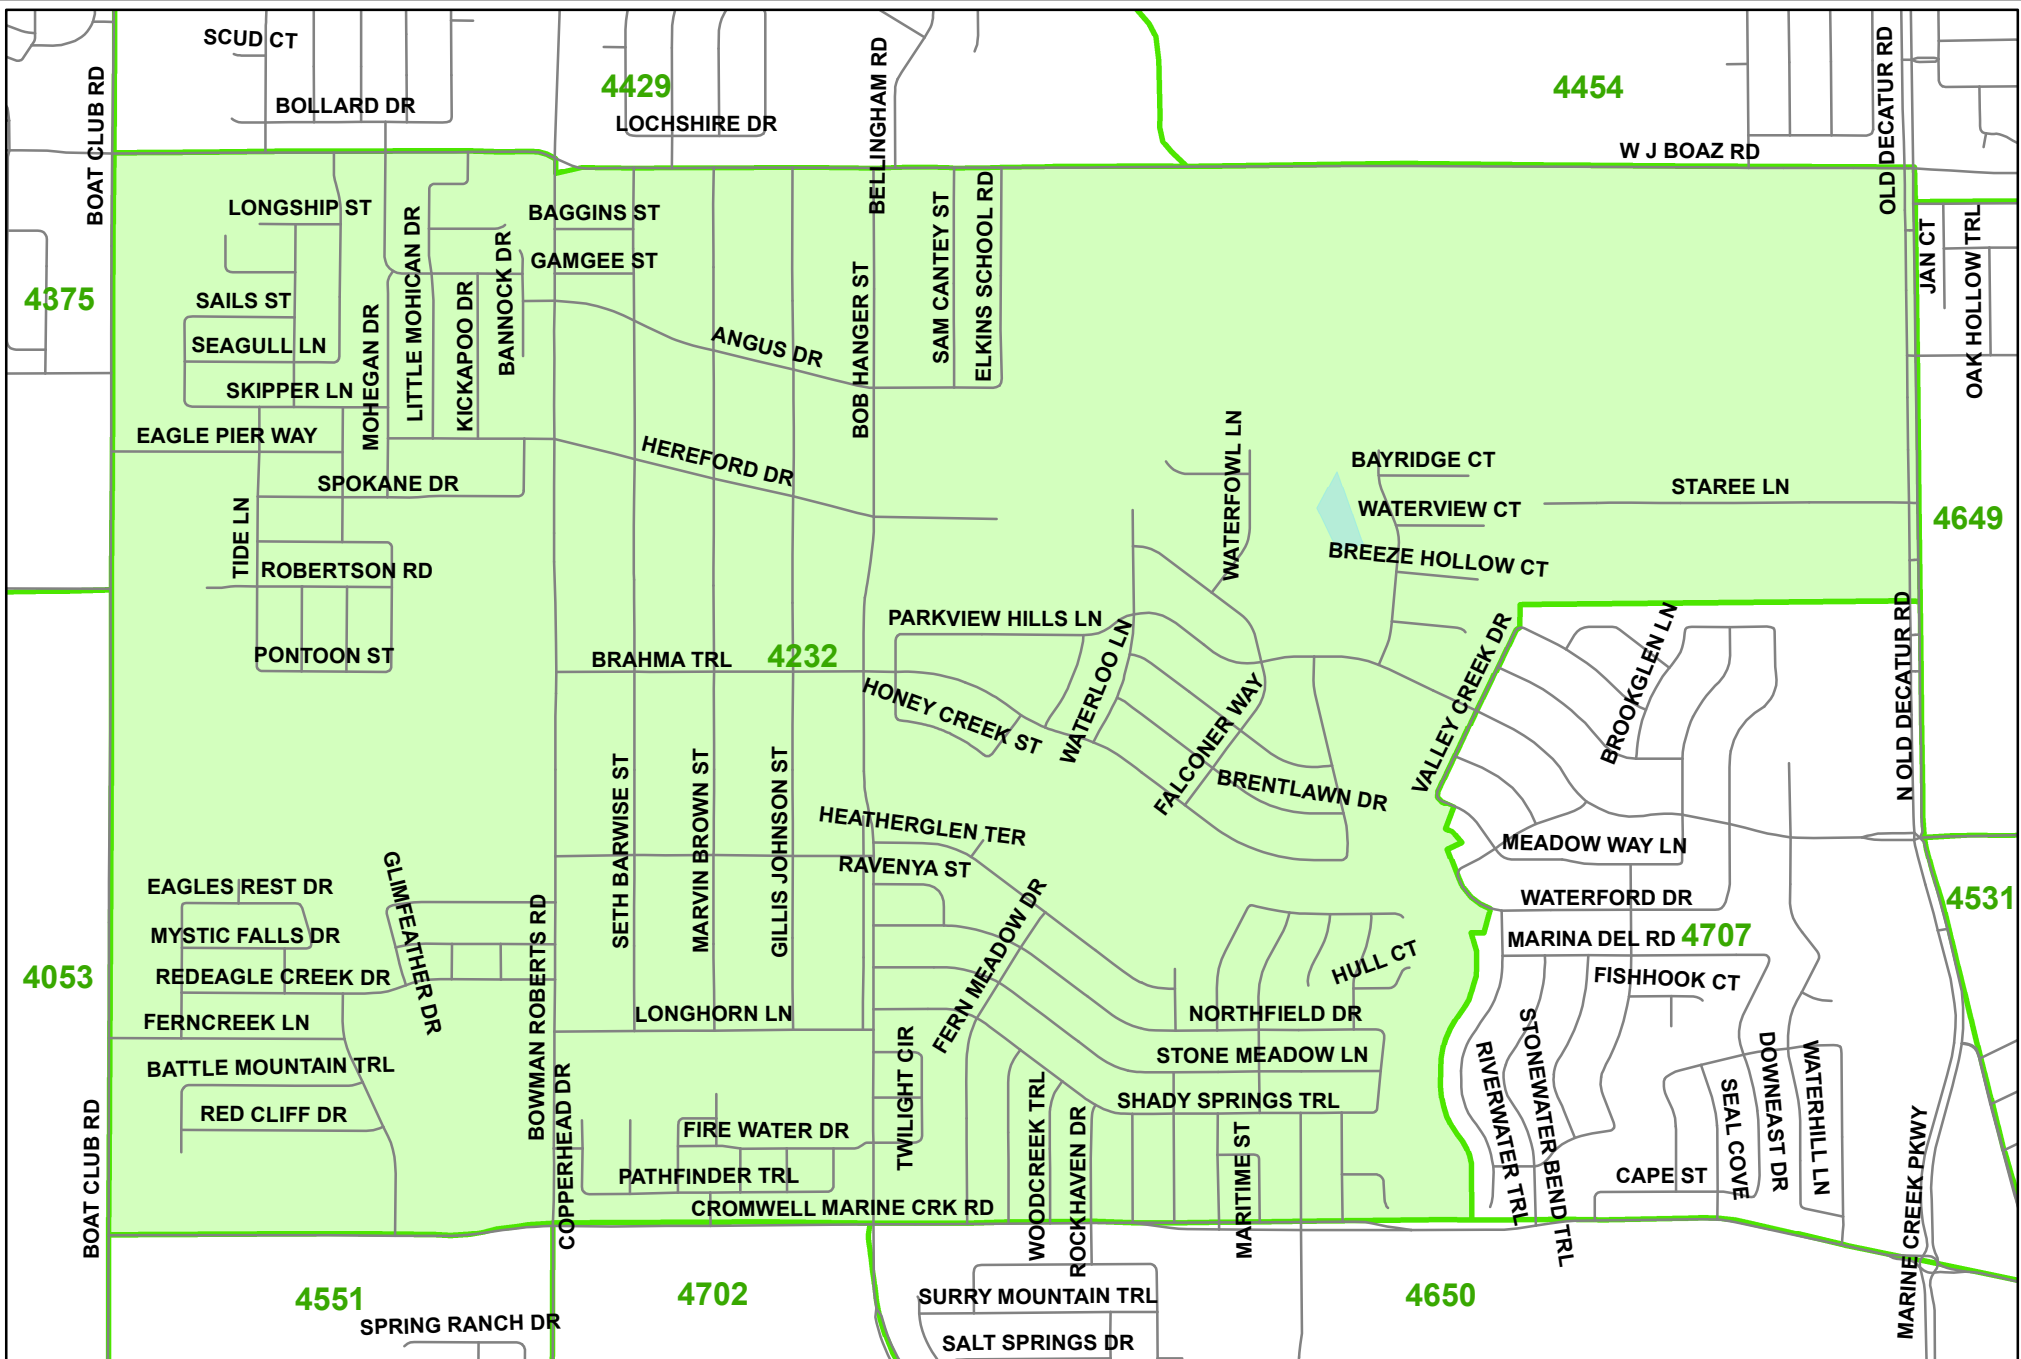 SCUD CT
4429
4454
BOAT CLUB RD
BOLLARD DR
LOCHSHIRE DR
BELLINGHAM RD
OLD DECATUR RD
W J BOAZ RD
LONGSHIP ST
BAGGINS ST
GAMGEE ST
SAM CANTEY ST
ELKINS SCHOOL RD
JAN CT
OAK HOLLOW TRL
4375
SAILS ST
SEAGULL LN
SKIPPER LN
MOHEGAN DR
LITTLE MOHICAN DR
KICKAPOO DR
BANNOCK DR
ANGUS DR
BOB HANGER ST
EAGLE PIER WAY
HEREFORD DR
WATERFOWL LN
BAYRIDGE CT
SPOKANE DR
WATERVIEW CT
STAREE LN
4649
TIDE LN
ROBERTSON RD
BREEZE HOLLOW CT
PARKVIEW HILLS LN
PONTOON ST
BRAHMA TRL
4232
HONEY CREEK ST
WATERLOO LN
FALCONER WAY
VALLEY CREEK DR
BROOKGLEN LN
N OLD DECATUR RD
BRENTLAWN DR
SETH BARWISE ST
MARVIN BROWN ST
GILLIS JOHNSON ST
HEATHERGLEN TER
RAVENYA ST
MEADOW WAY LN
EAGLES REST DR
GLIMFEATHER DR
WATERFORD DR
4531
MYSTIC FALLS DR
FERN MEADOW DR
MARINA DEL RD
4707
4053
REDEAGLE CREEK DR
BOWMAN ROBERTS RD
HULL CT
FISHHOOK CT
FERNCREEK LN
LONGHORN LN
NORTHFIELD DR
STONE MEADOW LN
BATTLE MOUNTAIN TRL
TWILIGHT CIR
RED CLIFF DR
COPPERHEAD DR
FIRE WATER DR
SHADY SPRINGS TRL
WOODCREEK TRL
ROCKHAVEN DR
MARITIME ST
RIVERWATER TRL
STONEWATER BEND TRL
SEAL COVE
DOWNEAST DR
WATERHILL LN
BOAT CLUB RD
PATHFINDER TRL
CAPE ST
CROMWELL MARINE CRK RD
MARINE CREEK PKWY
4551
4702
4650
SURRY MOUNTAIN TRL
SPRING RANCH DR
SALT SPRINGS DR